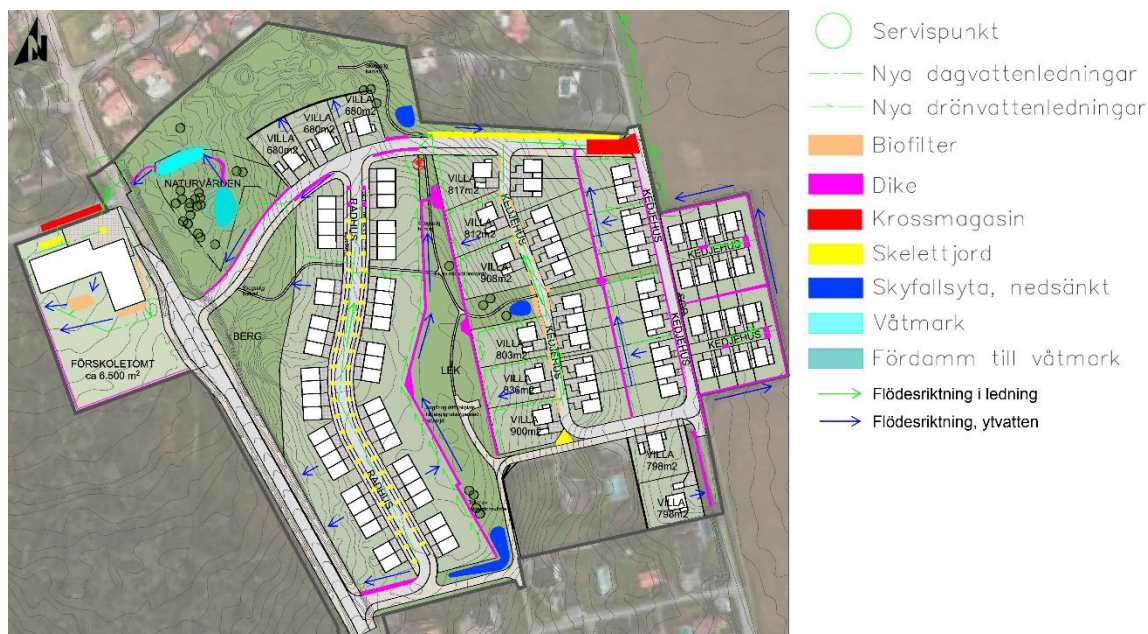 N
VILLA
680m2
VILLA
680m2
VILLA
680m2
NATURVÄRDEN
VILLA
817m2
VILLA
812m2
VILLA
908m2
VILLA
803m2
VILLA
836m2
VILLA
900m2
VILLA
798m2
VILLA
798m2
RADHUS
RADHUS
KEDJEHUS
KEDJEHUS
KEDJEHUS
KEDJEHUS
KEDJEHUS
KEDJEHUS
BERG
LEK
FÖRSKOLETOMT
ca 6.500 m²
Servispunkt
Nya dagvattenledningar
Nya dränvattenledningar
Biofilter
Dike
Krossmagasin
Skelettjord
Skyfallsyta, nedsänkt
Våtmark
Fördamm till våtmark
Flödesriktning i ledning
Flödesriktning, ytvatten